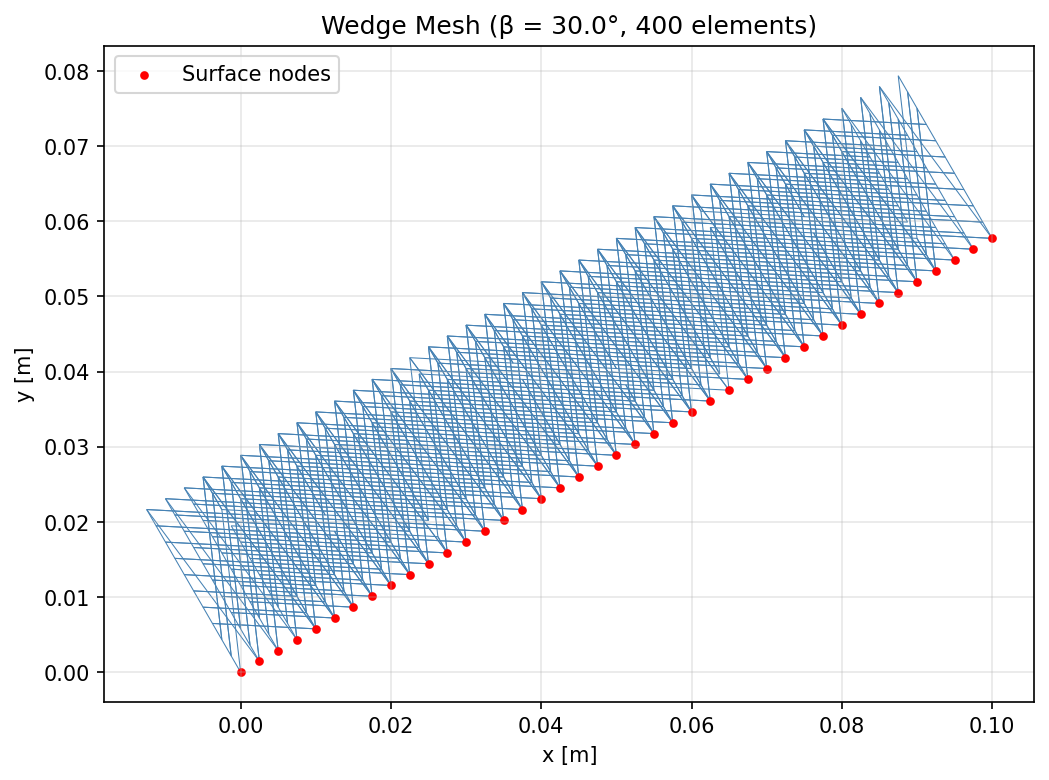 Wedge Mesh (β = 30.0°, 400 elements)
Surface nodes
y [m]
0.08
0.07
0.06
0.05
0.04
0.03
0.02
0.01
0.00
0.00 0.02 0.04 0.06 0.08 0.10
x [m]